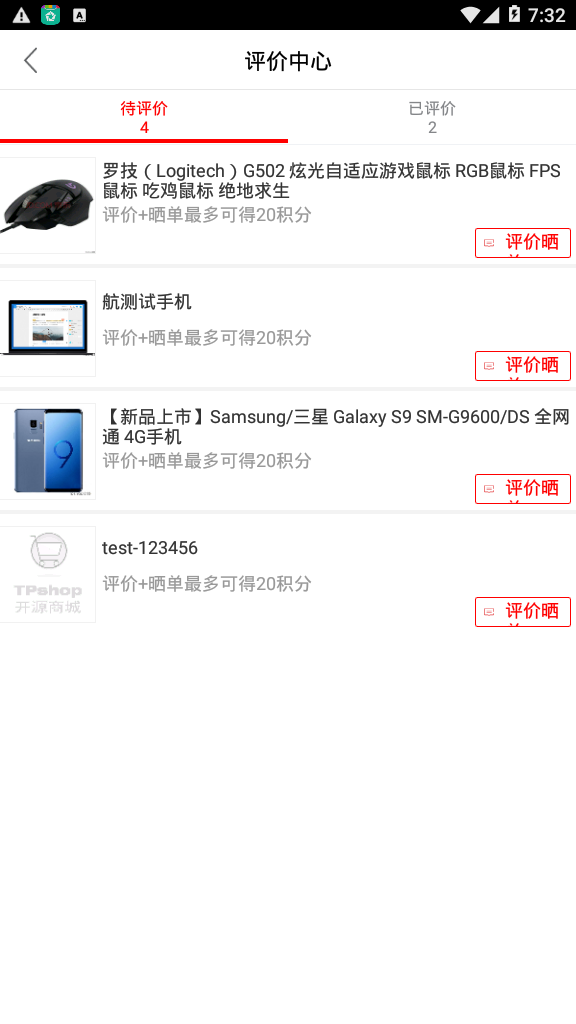 7:32
评价中心
待评价
4
已评价
2
罗技（Logitech）G502 炫光自适应游戏鼠标 RGB鼠标 FPS
鼠标 吃鸡鼠标 绝地求生
评价+晒单最多可得20积分
评价晒
航测试手机
评价+晒单最多可得20积分
评价晒
【新品上市】Samsung/三星 Galaxy S9 SM-G9600/DS 全网
通 4G手机
评价+晒单最多可得20积分
评价晒
TPshop
开源商城
test-123456
评价+晒单最多可得20积分
评价晒